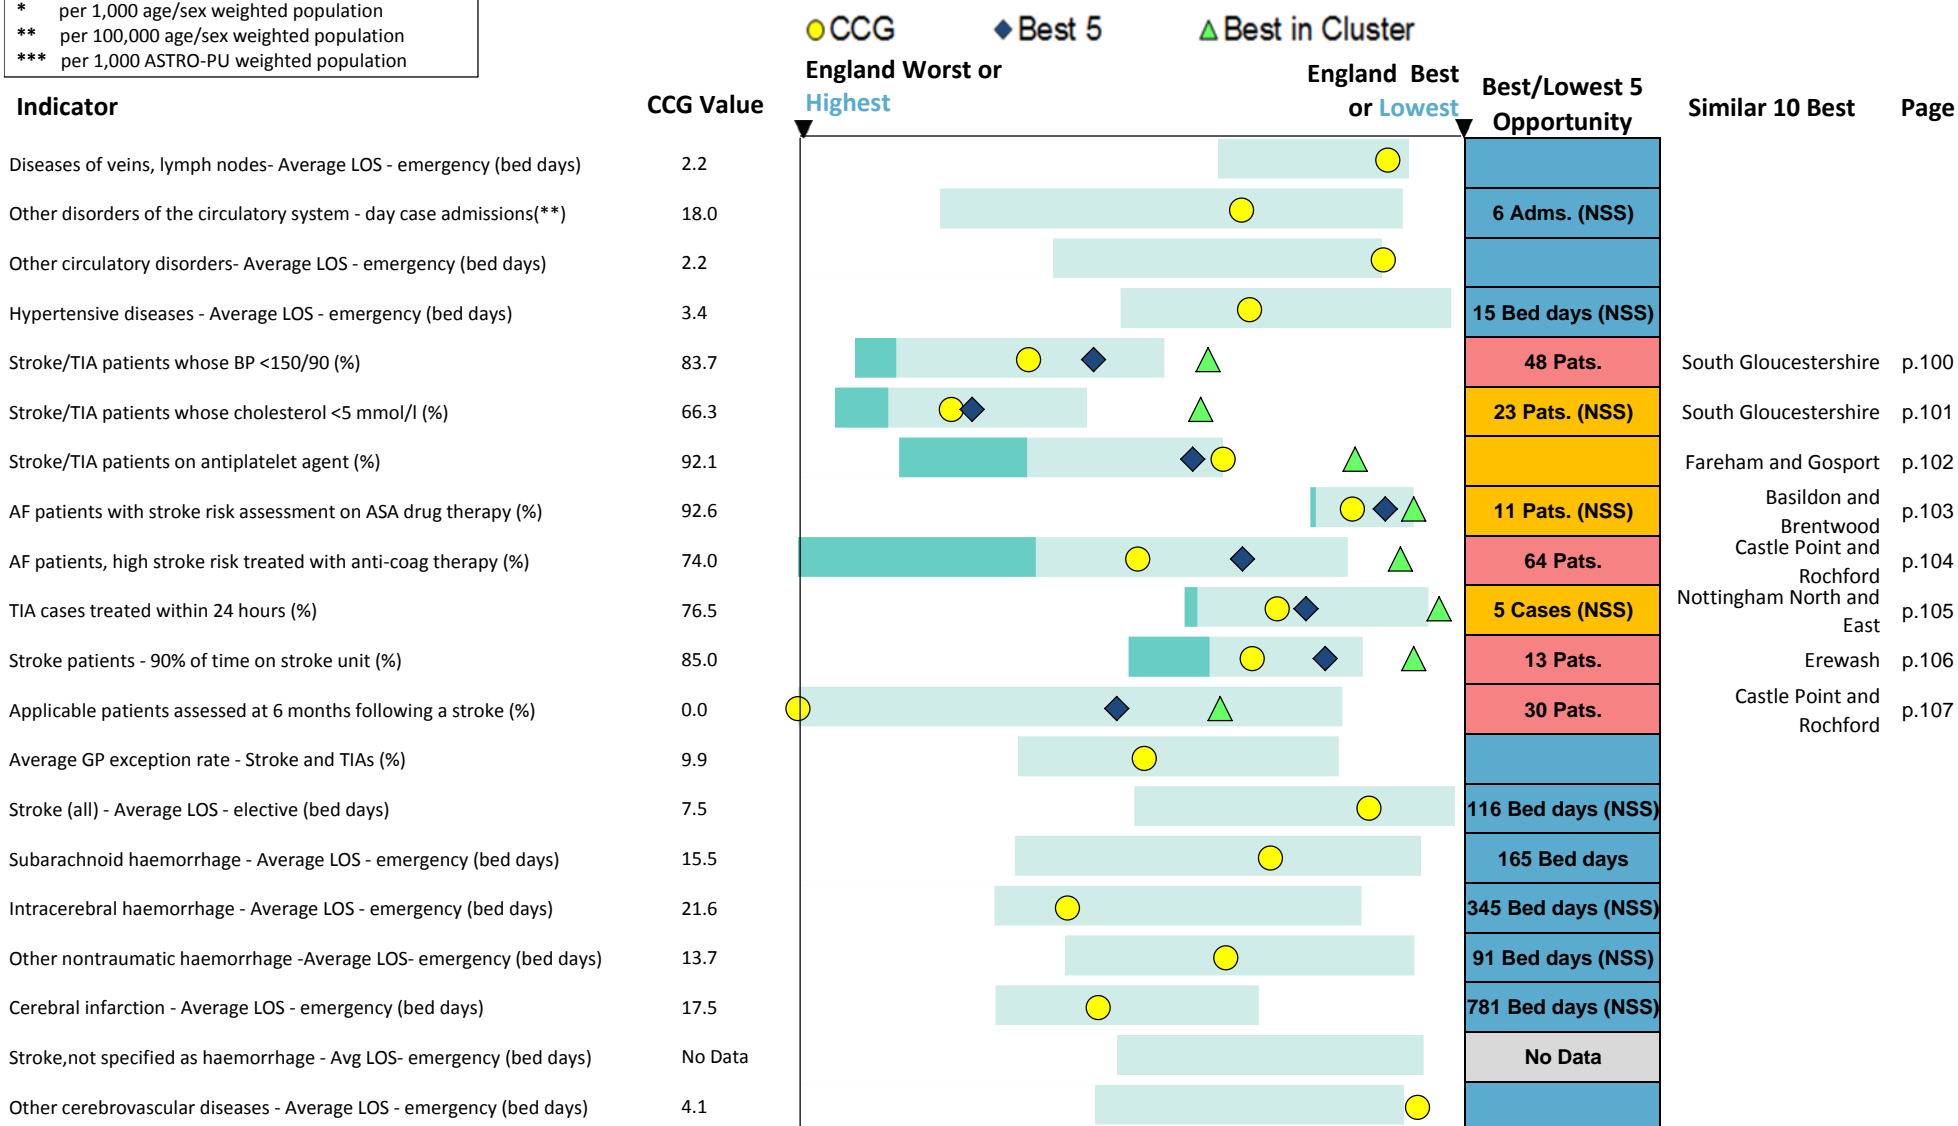 * per 1,000 age/sex weighted population
** per 100,000 age/sex weighted population
*** per 1,000 ASTRO-PU weighted population
CCG Best 5 Best in Cluster
Indicator CCG Value England Worst or Highest England Best or Lowest Best/Lowest 5 Opportunity Similar 10 Best Page
Diseases of veins, lymph nodes- Average LOS - emergency (bed days) 2.2
Other disorders of the circulatory system - day case admissions(**) 18.0 6 Adms. (NSS)
Other circulatory disorders- Average LOS - emergency (bed days) 2.2
Hypertensive diseases - Average LOS - emergency (bed days) 3.4 15 Bed days (NSS)
Stroke/TIA patients whose BP <150/90 (%) 83.7 48 Pats. South Gloucestershire p.100
Stroke/TIA patients whose cholesterol <5 mmol/l (%) 66.3 23 Pats. (NSS) South Gloucestershire p.101
Stroke/TIA patients on antiplatelet agent (%) 92.1 Fareham and Gosport p.102
AF patients with stroke risk assessment on ASA drug therapy (%) 92.6 11 Pats. (NSS) Basildon and Brentwood p.103
AF patients, high stroke risk treated with anti-coag therapy (%) 74.0 64 Pats. Castle Point and Rochford p.104
TIA cases treated within 24 hours (%) 76.5 5 Cases (NSS) Nottingham North and East p.105
Stroke patients - 90% of time on stroke unit (%) 85.0 13 Pats. Erewash p.106
Applicable patients assessed at 6 months following a stroke (%) 0.0 30 Pats. Castle Point and Rochford p.107
Average GP exception rate - Stroke and TIAs (%) 9.9
Stroke (all) - Average LOS - elective (bed days) 7.5 116 Bed days (NSS)
Subarachnoid haemorrhage - Average LOS - emergency (bed days) 15.5 165 Bed days
Intracerebral haemorrhage - Average LOS - emergency (bed days) 21.6 345 Bed days (NSS)
Other nontraumatic haemorrhage -Average LOS- emergency (bed days) 13.7 91 Bed days (NSS)
Cerebral infarction - Average LOS - emergency (bed days) 17.5 781 Bed days (NSS)
Stroke,not specified as haemorrhage - Avg LOS- emergency (bed days) No Data No Data
Other cerebrovascular diseases - Average LOS - emergency (bed days) 4.1